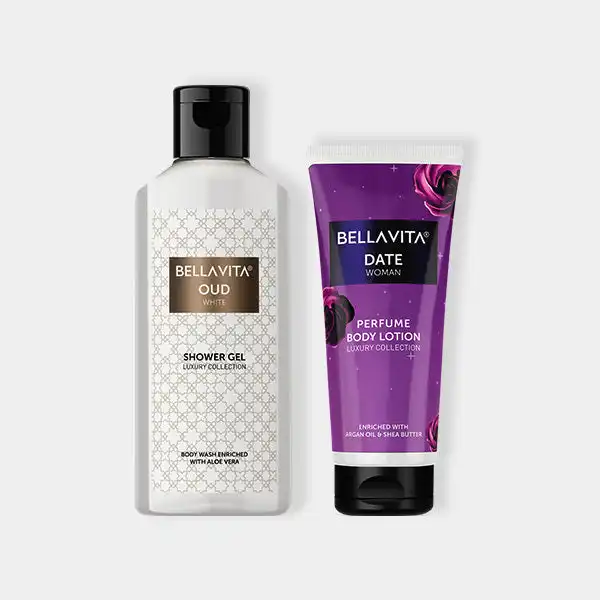 BELLAVITA®
OUD
WHITE
SHOWER GEL
LUXURY COLLECTION
BODY WASH ENRICHED
WITH ALOE VERA
BELLAVITA®
DATE
WOMAN
PERFUME
BODY LOTION
LUXURY COLLECTION
ENRICHED WITH
ARGAN OIL & SHEA BUTTER